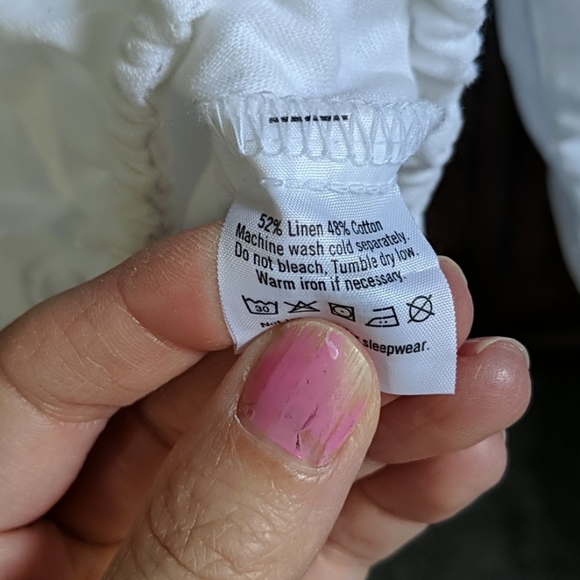 52% Linen 48% Cotton
Machine wash cold separately.
Do not bleach, Tumble dry low.
Warm iron if necessary.
30
sleepwear.